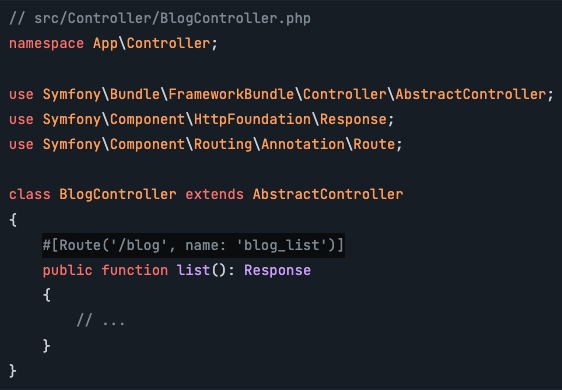 // src/Controller/BlogController.php
namespace App\Controller;

use Symfony\Bundle\FrameworkBundle\Controller\AbstractController;
use Symfony\Component\HttpFoundation\Response;
use Symfony\Component\Routing\Annotation\Route;

class BlogController extends AbstractController
{
    #[Route('/blog', name: 'blog_list')]
    public function list(): Response
    {
        // ...
    }
}